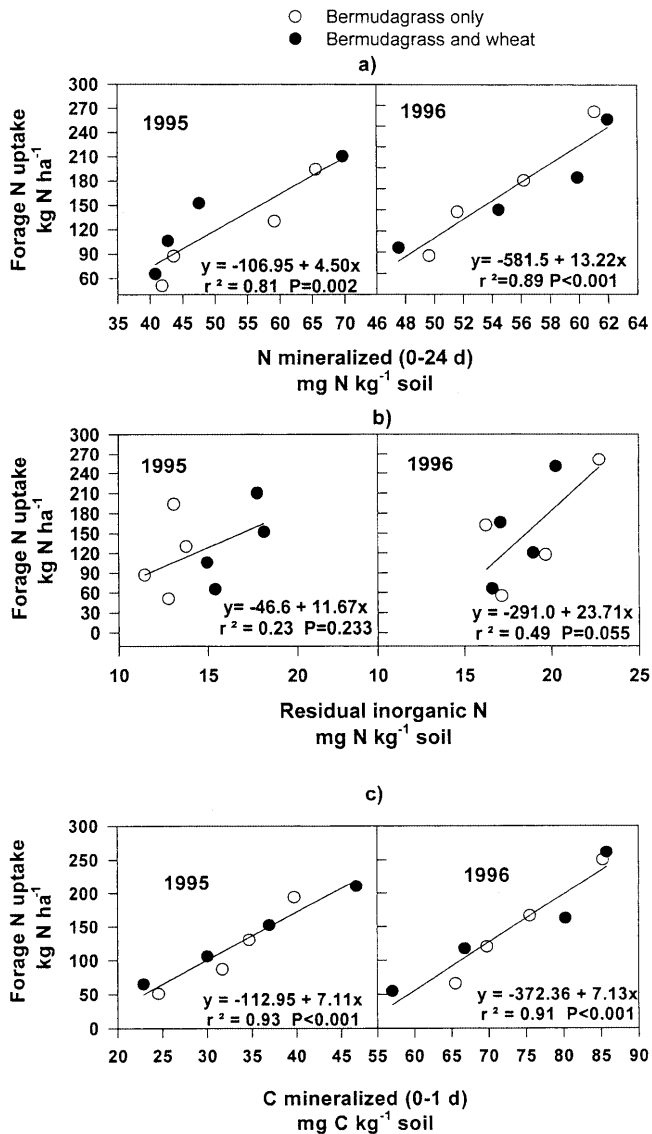 Bermudagrass only
Bermudagrass and wheat
a)
Forage N uptake
kg N ha⁻¹
300
270
240
210
180
150
120
90
60
1995
y = -106.95 + 4.50x
r ² = 0.81 P=0.002
1996
y = -581.5 + 13.22x
r ²=0.89 P<0.001
35 40 45 50 55 60 65 70 46 48 50 52 54 56 58 60 62 64
N mineralized (0-24 d)
mg N kg⁻¹ soil
b)
Forage N uptake
kg N ha⁻¹
300
270
240
210
180
150
120
90
60
30
0
1995
y= -46.6 + 11.67x
r ² = 0.23 P=0.233
1996
y = -291.0 + 23.71x
r ² = 0.49 P=0.055
10 15 20 10 15 20 25
Residual inorganic N
mg N kg⁻¹ soil
c)
Forage N uptake
kg N ha⁻¹
300
250
200
150
100
50
0
1995
y = -112.95 + 7.11x
r ² = 0.93 P<0.001
1996
y = -372.36 + 7.13x
r ² = 0.91 P<0.001
20 25 30 35 40 45 55 60 65 70 75 80 85 90
C mineralized (0-1 d)
mg C kg⁻¹ soil